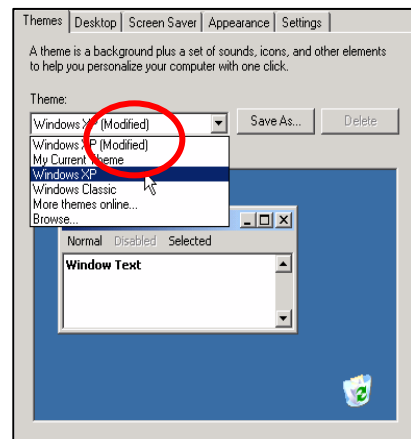 Themes Desktop Screen Saver Appearance Settings
A theme is a background plus a set of sounds, icons, and other elements
to help you personalize your computer with one click.
Theme:
Windows XP (Modified) Save As... Delete
Windows XP (Modified)
My Current Theme
Windows XP
Windows Classic
More themes online...
Browse...
Normal Disabled Selected
Window Text